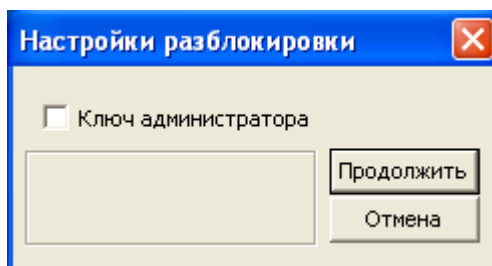 Настройки разблокировки
Ключ администратора
Продолжить
Отмена